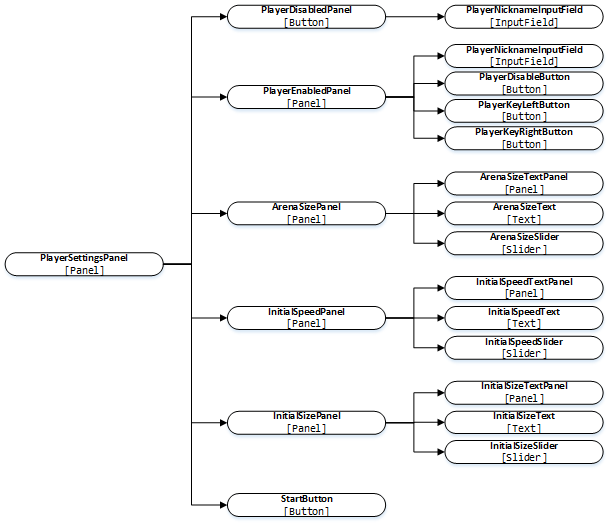 PlayerDisabledPanel
[Button]
PlayerNicknameInputField
[InputField]
PlayerEnabledPanel
[Panel]
PlayerNicknameInputField
[InputField]
PlayerDisableButton
[Button]
PlayerKeyLeftButton
[Button]
PlayerKeyRightButton
[Button]
ArenaSizePanel
[Panel]
ArenaSizeTextPanel
[Panel]
ArenaSizeText
[Text]
ArenaSizeSlider
[Slider]
PlayerSettingsPanel
[Panel]
InitialSpeedPanel
[Panel]
InitialSpeedTextPanel
[Panel]
InitialSpeedText
[Text]
InitialSpeedSlider
[Slider]
InitialSizePanel
[Panel]
InitialSizeTextPanel
[Panel]
InitialSizeText
[Text]
InitialSizeSlider
[Slider]
StartButton
[Button]